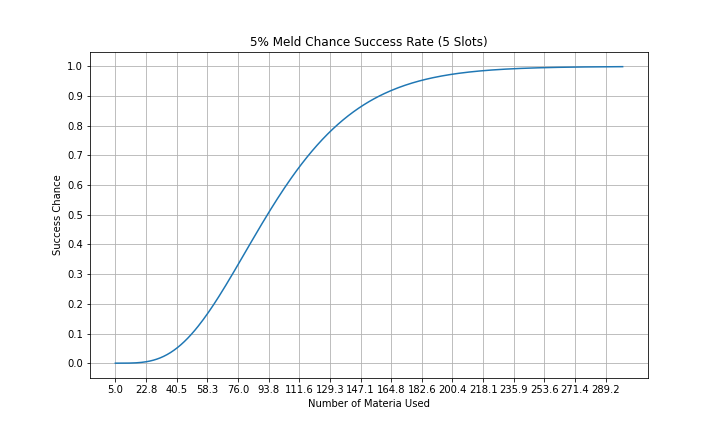 5% Meld Chance Success Rate (5 Slots)
1.0
0.9
0.8
0.7
0.6
0.5
0.4
0.3
0.2
0.1
0.0
Success Chance
5.0 22.8 40.5 58.3 76.0 93.8 111.6 129.3 147.1 164.8 182.6 200.4 218.1 235.9 253.6 271.4 289.2
Number of Materia Used